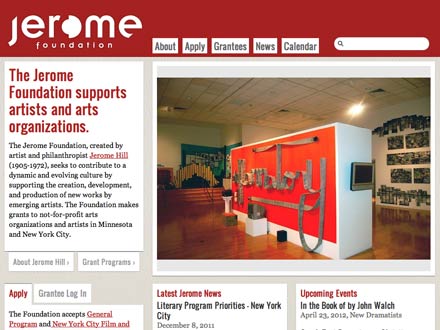 jerome
foundation
About
Apply
Grantees
News
Calendar
The Jerome
Foundation supports
artists and arts
organizations.
The Jerome Foundation, created by
artist and philanthropist Jerome Hill
(1905-1972), seeks to contribute to a
dynamic and evolving culture by
supporting the creation, development,
and production of new works by
emerging artists. The Foundation makes
grants to not-for-profit arts
organizations and artists in Minnesota
and New York City.
About Jerome Hill ›
Grant Programs ›
Apply
Grantee Log In
The Foundation accepts General
Program and New York City Film and
Latest Jerome News
Literary Program Priorities - New York
City
December 8, 2011
Upcoming Events
In the Book of by John Walch
April 23, 2012, New Dramatists